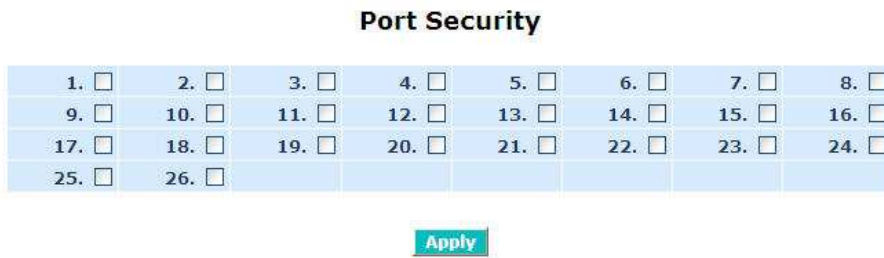 Port Security
1. 2. 3. 4. 5. 6. 7. 8.
9. 10. 11. 12. 13. 14. 15. 16.
17. 18. 19. 20. 21. 22. 23. 24.
25. 26.
Apply